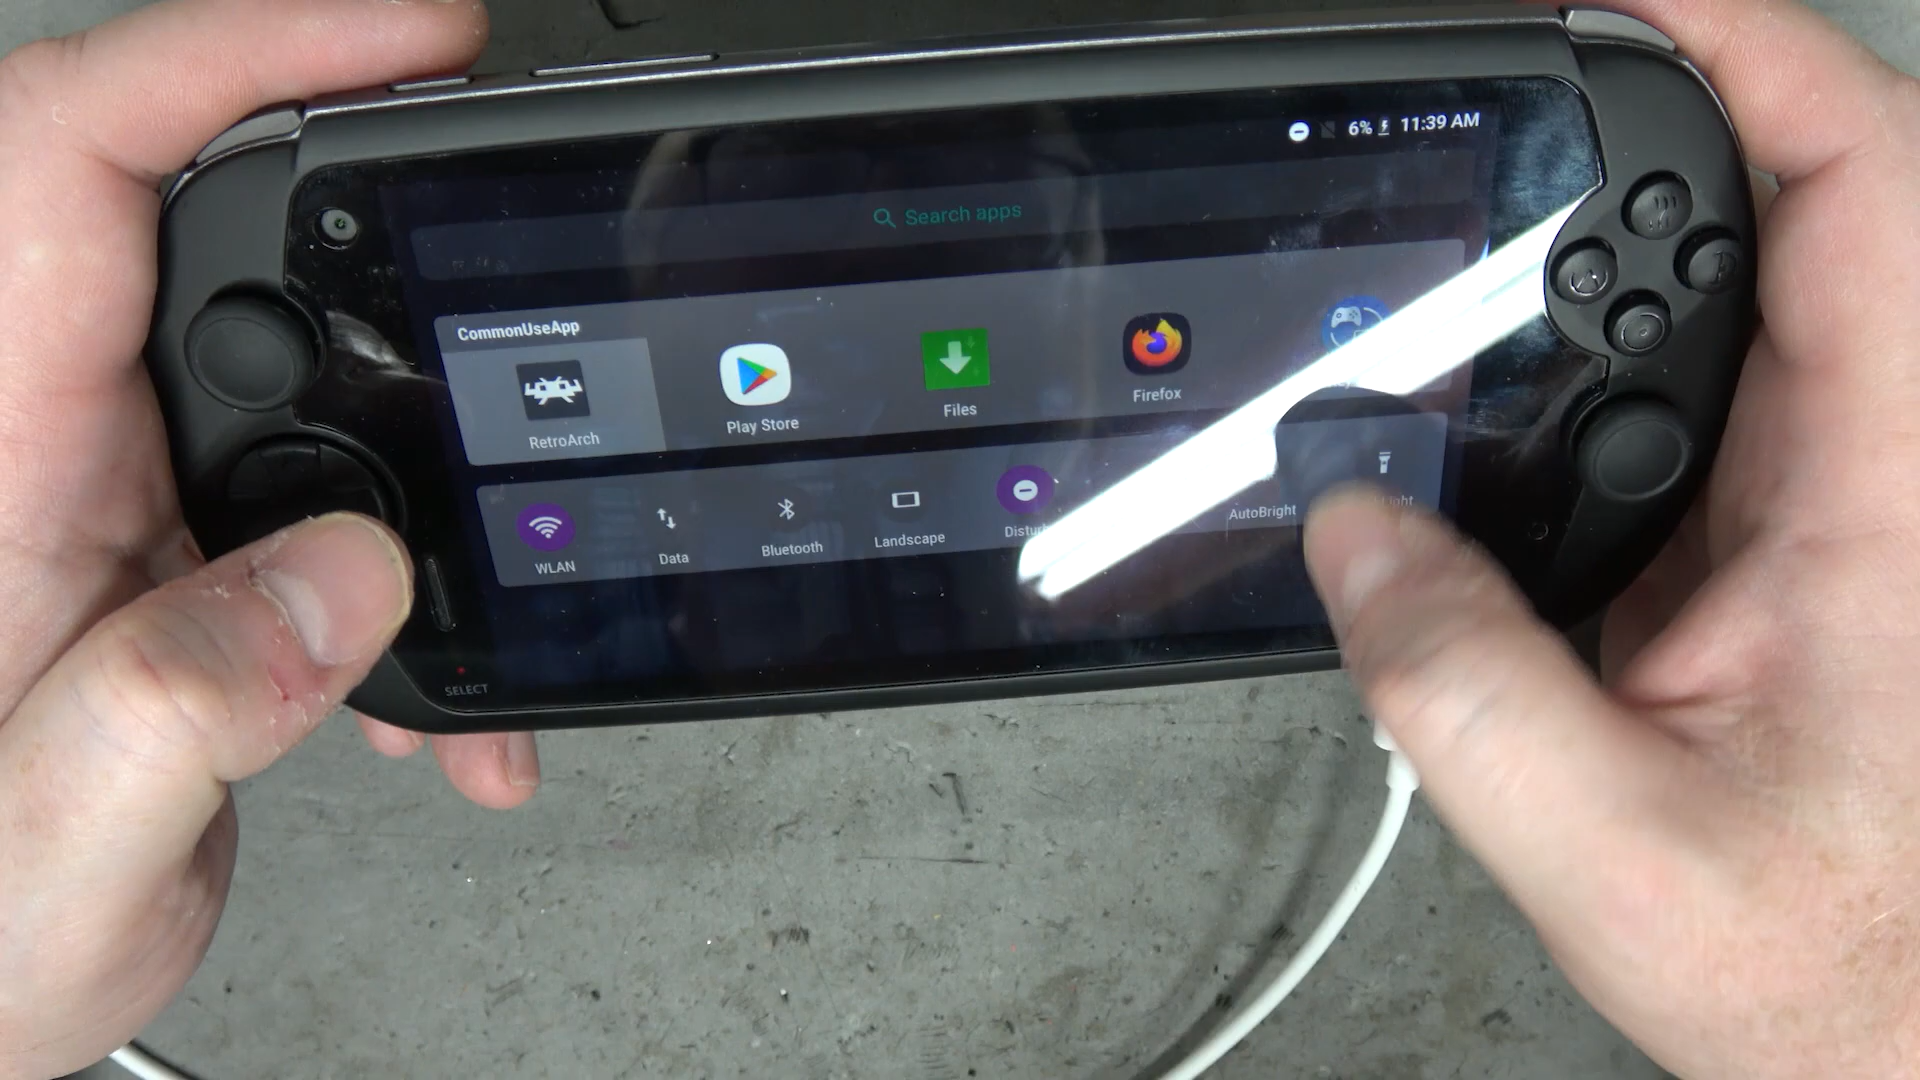 6% 11:39 AM
Search apps
CommonUseApp
RetroArch
Play Store
Files
Firefox
WLAN
Data
Bluetooth
Landscape
AutoBright
SELECT